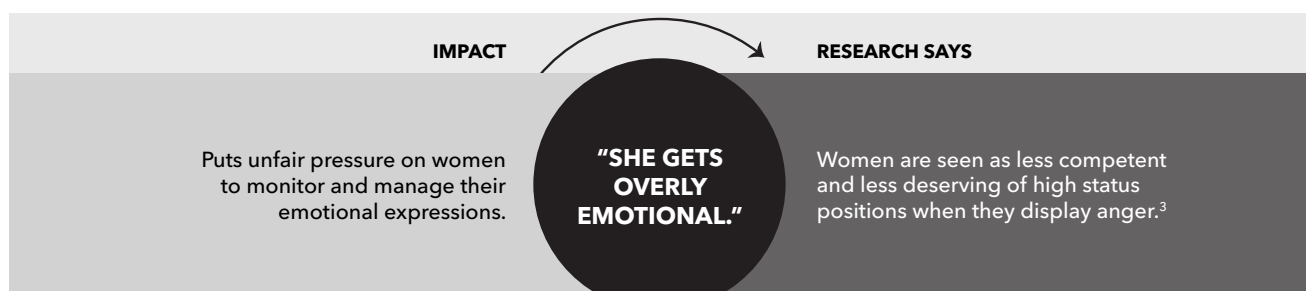 IMPACT
RESEARCH SAYS
Puts unfair pressure on women
to monitor and manage their
emotional expressions.
“SHE GETS
OVERLY
EMOTIONAL.”
Women are seen as less competent
and less deserving of high status
positions when they display anger.³